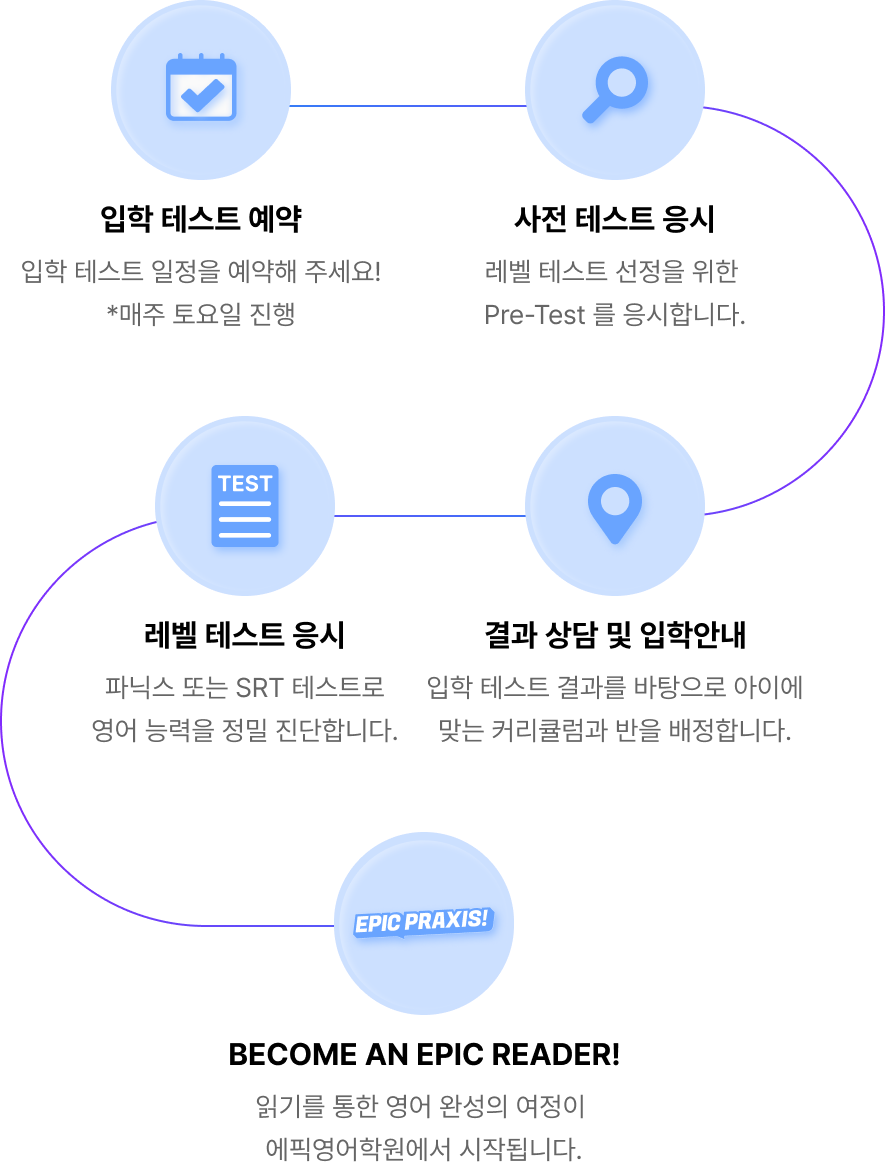 입학 테스트 예약
입학 테스트 일정을 예약해 주세요!
*매주 토요일 진행
사전 테스트 응시
레벨 테스트 선정을 위한
Pre-Test 를 응시합니다.
TEST
레벨 테스트 응시
파닉스 또는 SRT 테스트로
영어 능력을 정밀 진단합니다.
결과 상담 및 입학안내
입학 테스트 결과를 바탕으로 아이에
맞는 커리큘럼과 반을 배정합니다.
EPIC PRAXIS!
BECOME AN EPIC READER!
읽기를 통한 영어 완성의 여정이
에픽영어학원에서 시작됩니다.